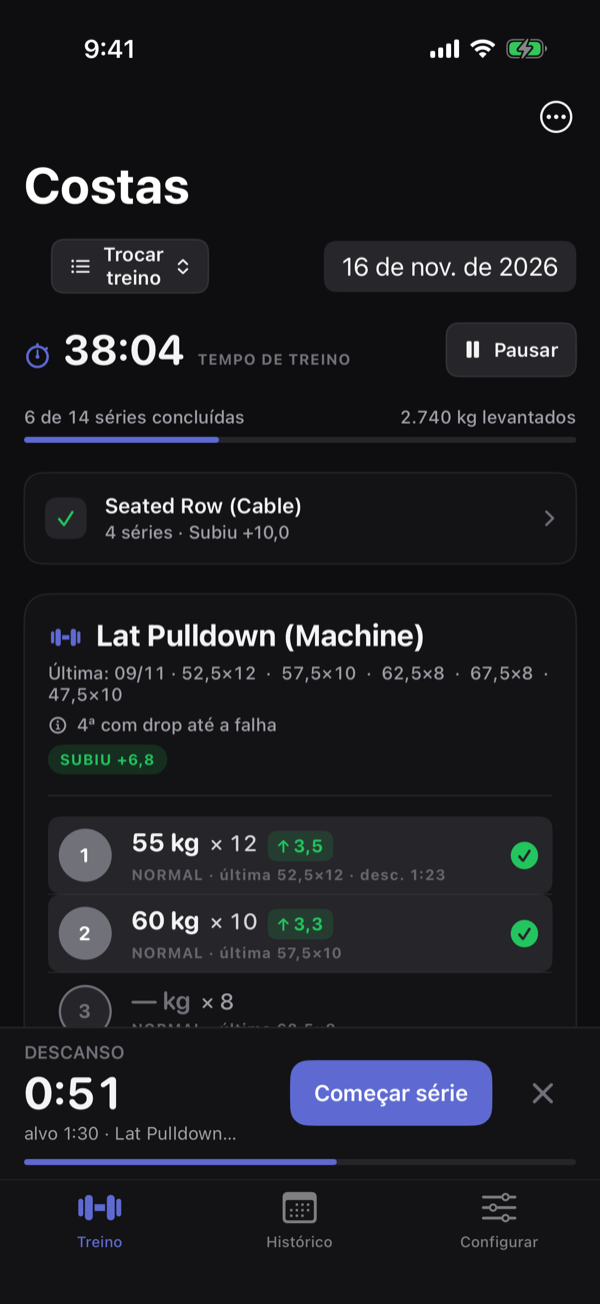 9:41
Costas
Trocar
treino
16 de nov. de 2026
38:04 TEMPO DE TREINO
Pausar
6 de 14 séries concluídas
2.740 kg levantados
Seated Row (Cable)
4 séries · Subiu +10,0
Lat Pulldown (Machine)
Última: 09/11 · 52,5×12 · 57,5×10 · 62,5×8 · 67,5×8 ·
47,5×10
4ª com drop até a falha
SUBIU +6,8
1
55 kg × 12 ↑ 3,5
NORMAL · última 52,5×12 · desc. 1:23
2
60 kg × 10 ↑ 3,3
NORMAL · última 57,5×10
3
— kg × 8
DESCANSO
0:51
alvo 1:30 · Lat Pulldown...
Começar série
Treino
Histórico
Configurar